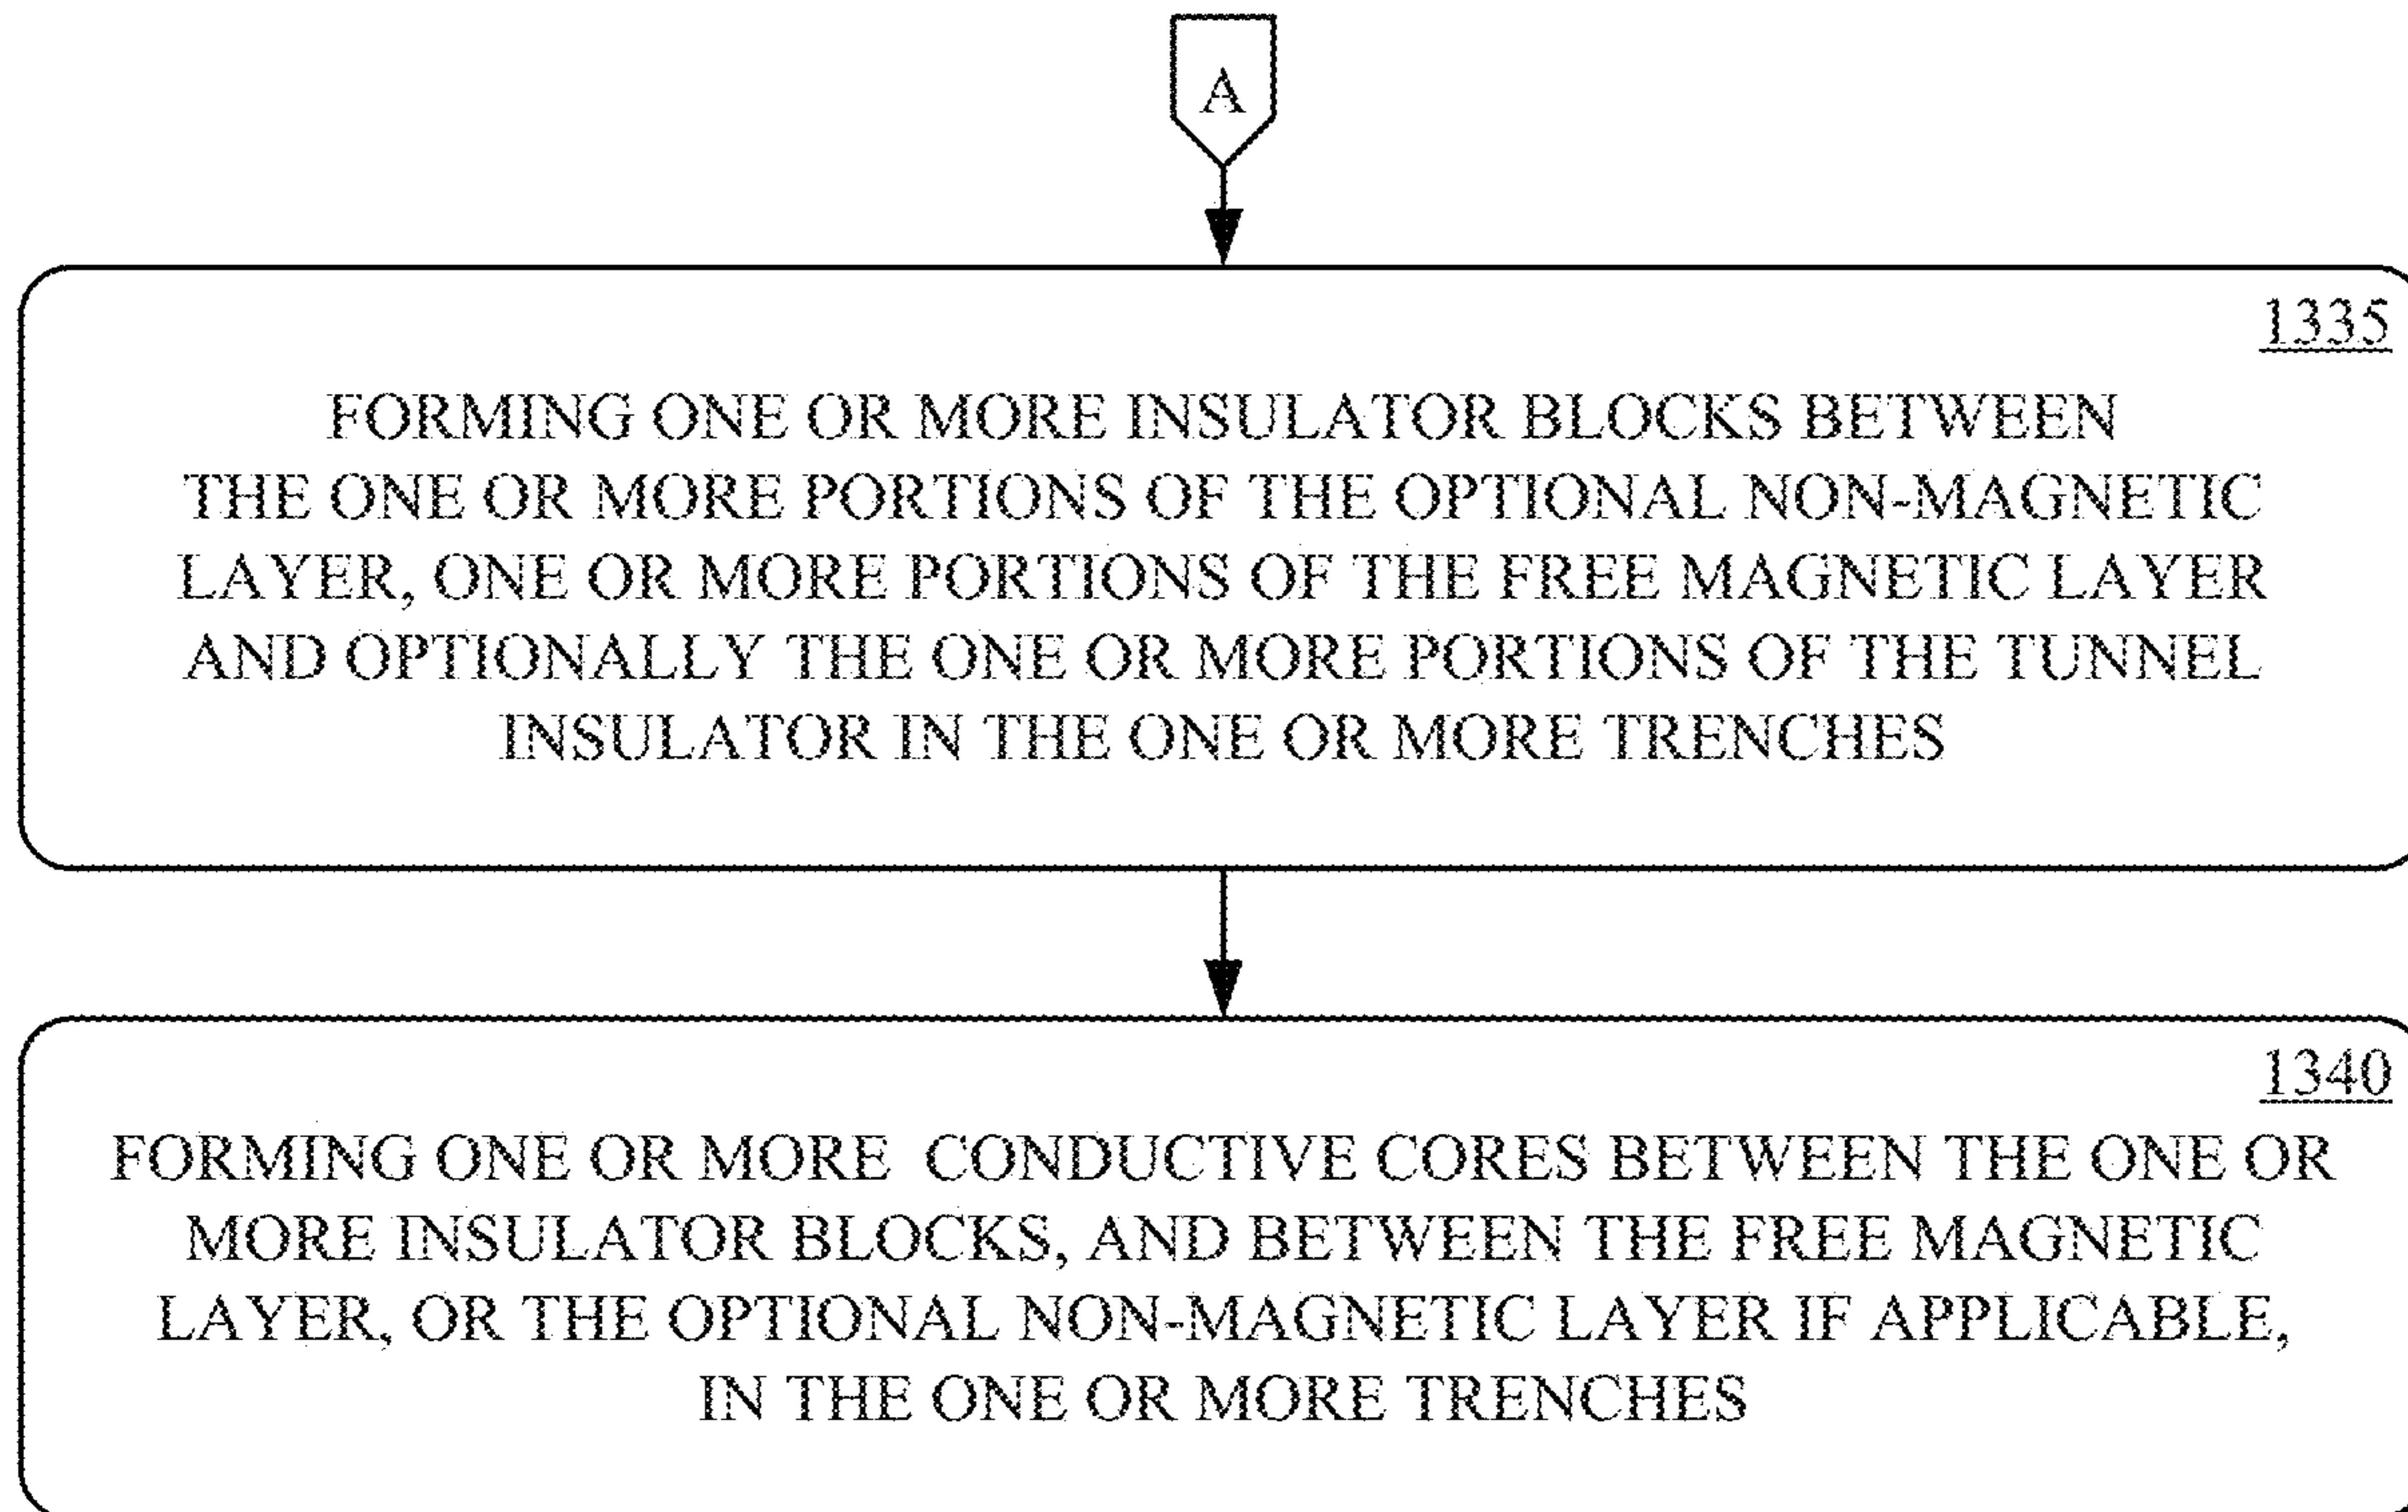 A
1335
FORMING ONE OR MORE INSULATOR BLOCKS BETWEEN
THE ONE OR MORE PORTIONS OF THE OPTIONAL NON-MAGNETIC
LAYER, ONE OR MORE PORTIONS OF THE FREE MAGNETIC LAYER
AND OPTIONALLY THE ONE OR MORE PORTIONS OF THE TUNNEL
INSULATOR IN THE ONE OR MORE TRENCHES
1340
FORMING ONE OR MORE CONDUCTIVE CORES BETWEEN THE ONE OR
MORE INSULATOR BLOCKS, AND BETWEEN THE FREE MAGNETIC
LAYER, OR THE OPTIONAL NON-MAGNETIC LAYER IF APPLICABLE,
IN THE ONE OR MORE TRENCHES